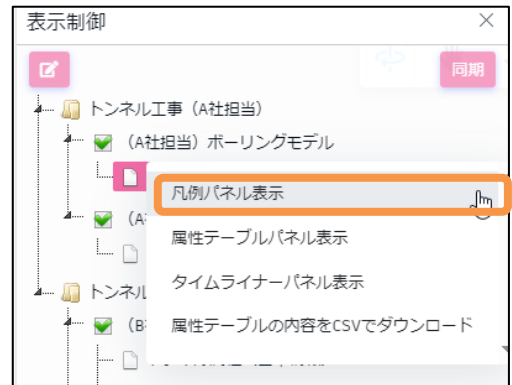 表示制御
同期
トンネル工事（A社担当）
（A社担当）ボーリングモデル
凡例パネル表示
（A
属性テーブルパネル表示
タイムライナーパネル表示
トンネル
（B
属性テーブルの内容をCSVでダウンロード